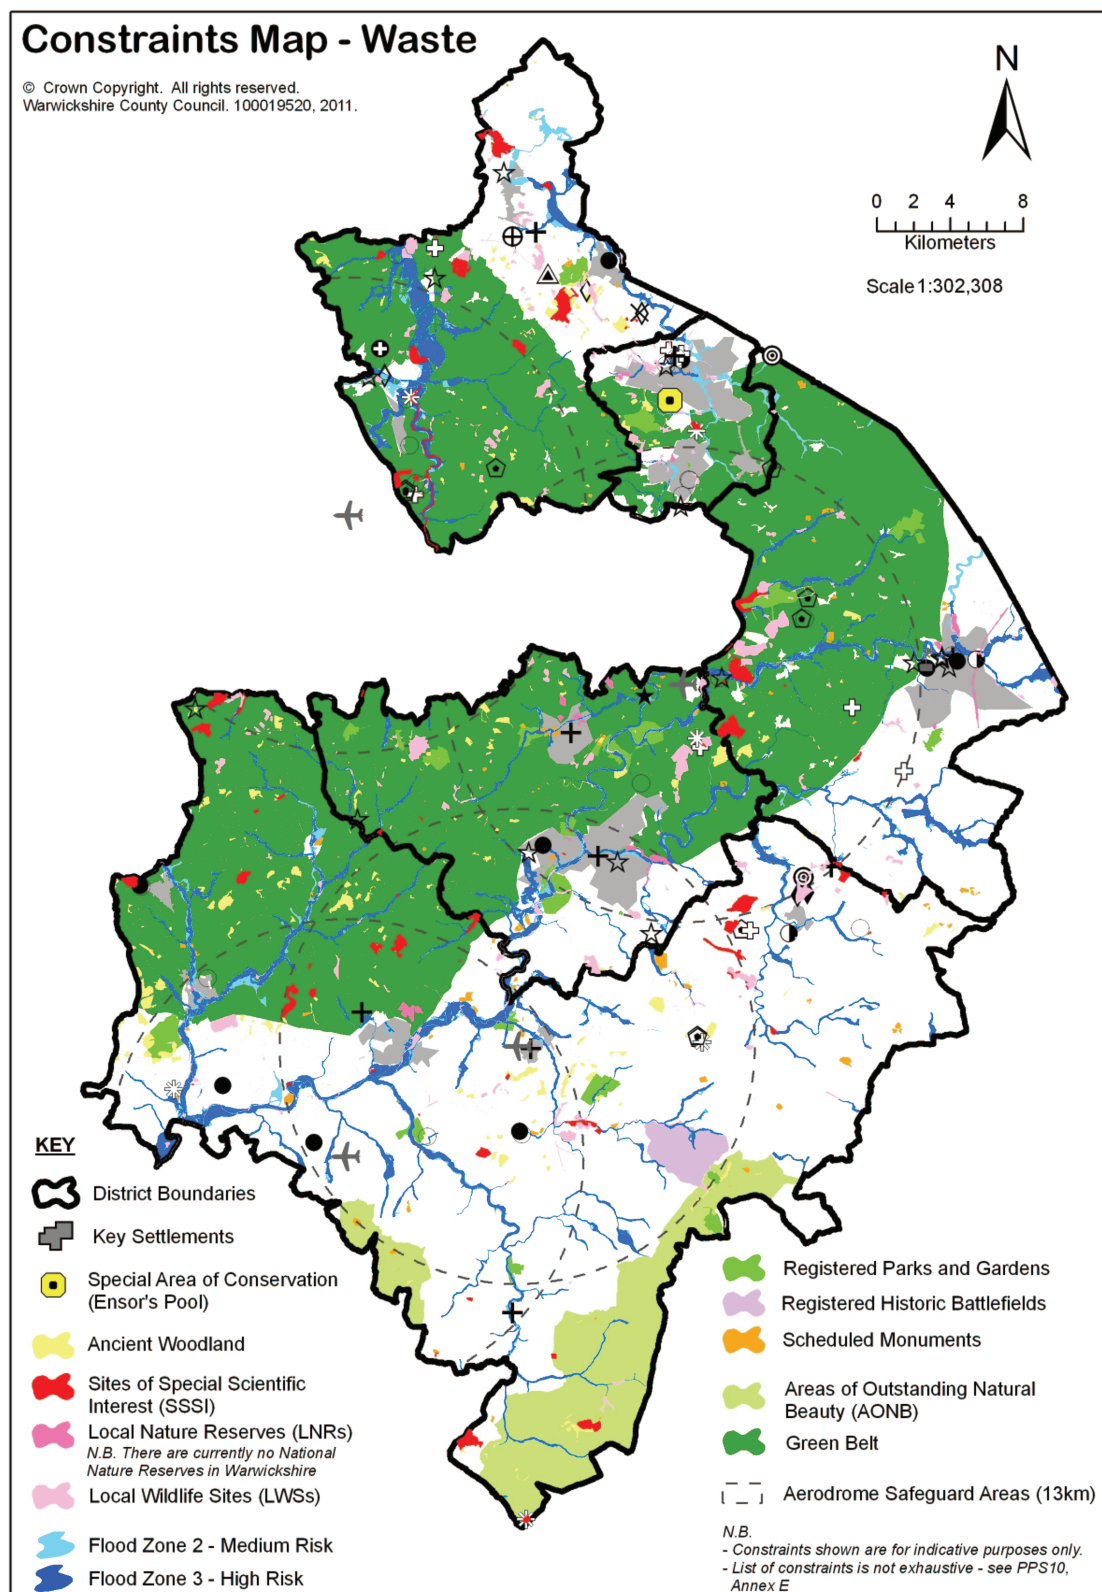 Constraints Map - Waste
© Crown Copyright. All rights reserved.
Warwickshire County Council. 100019520, 2011.
N
0 2 4 8
Kilometers
Scale 1:302,308
KEY
District Boundaries
Key Settlements
Special Area of Conservation
(Ensor's Pool)
Ancient Woodland
Sites of Special Scientific
Interest (SSSI)
Local Nature Reserves (LNRs)
N.B. There are currently no National
Nature Reserves in Warwickshire
Local Wildlife Sites (LWSs)
Flood Zone 2 - Medium Risk
Flood Zone 3 - High Risk
Registered Parks and Gardens
Registered Historic Battlefields
Scheduled Monuments
Areas of Outstanding Natural
Beauty (AONB)
Green Belt
Aerodrome Safeguard Areas (13km)
N.B.
- Constraints shown are for indicative purposes only.
- List of constraints is not exhaustive - see PPS10,
Annex E